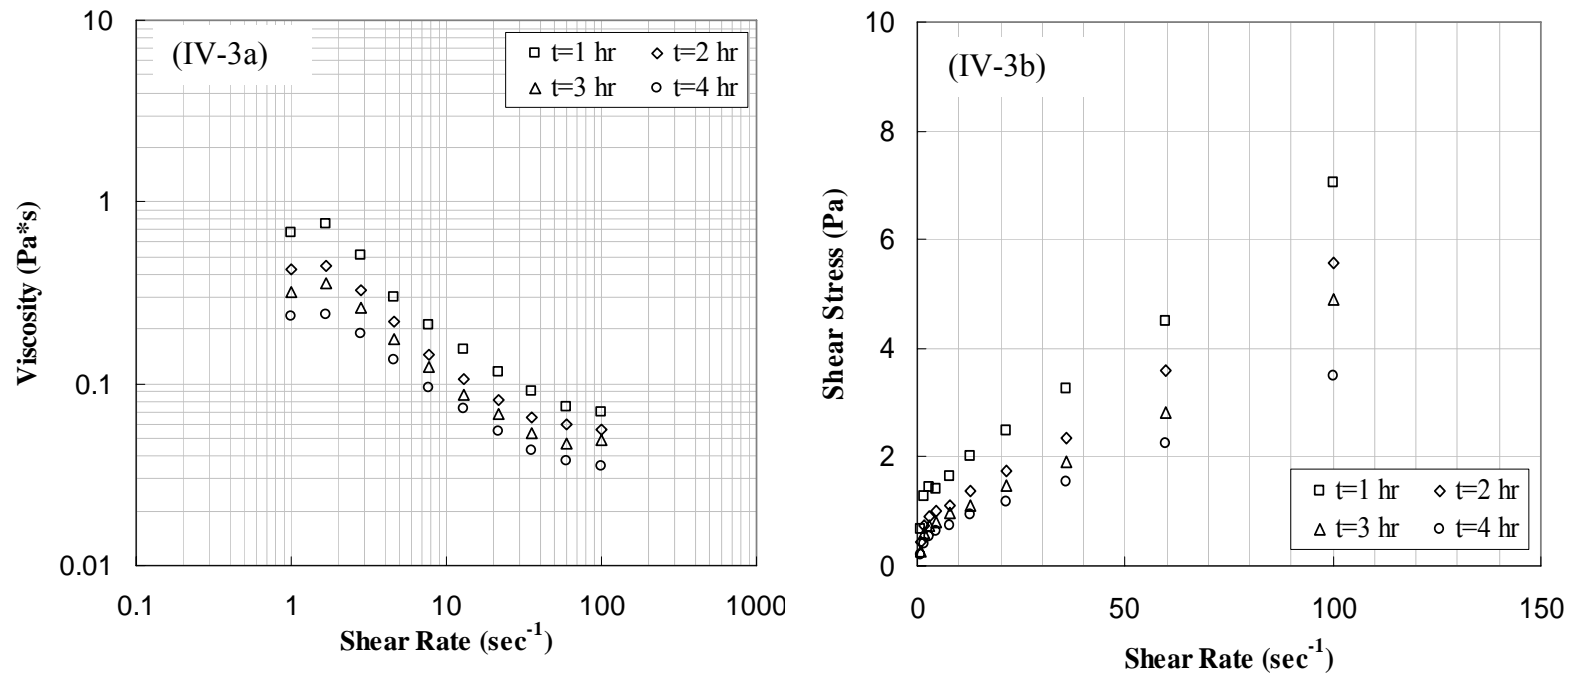 (IV-3a)
t=1 hr t=2 hr
t=3 hr t=4 hr
10
1
0.1
0.01
0.1 1 10 100 1000
Viscosity (Pa*s)
Shear Rate (sec⁻¹)
(IV-3b)
10
8
6
4
2
0
0 50 100 150
Shear Stress (Pa)
t=1 hr t=2 hr
t=3 hr t=4 hr
Shear Rate (sec⁻¹)